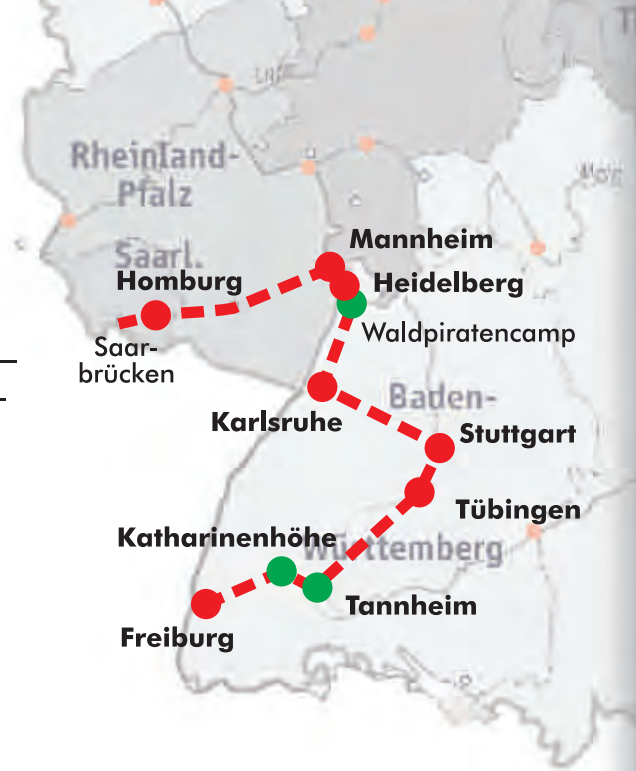 Rheinland-
Pfalz
Saarl.
Mannheim
Homburg
Heidelberg
Waldpiratencamp
Saar-
brücken
Baden-
Karlsruhe
Stuttgart
Tübingen
Katharinenhöhe
Württemberg
Tannheim
Freiburg